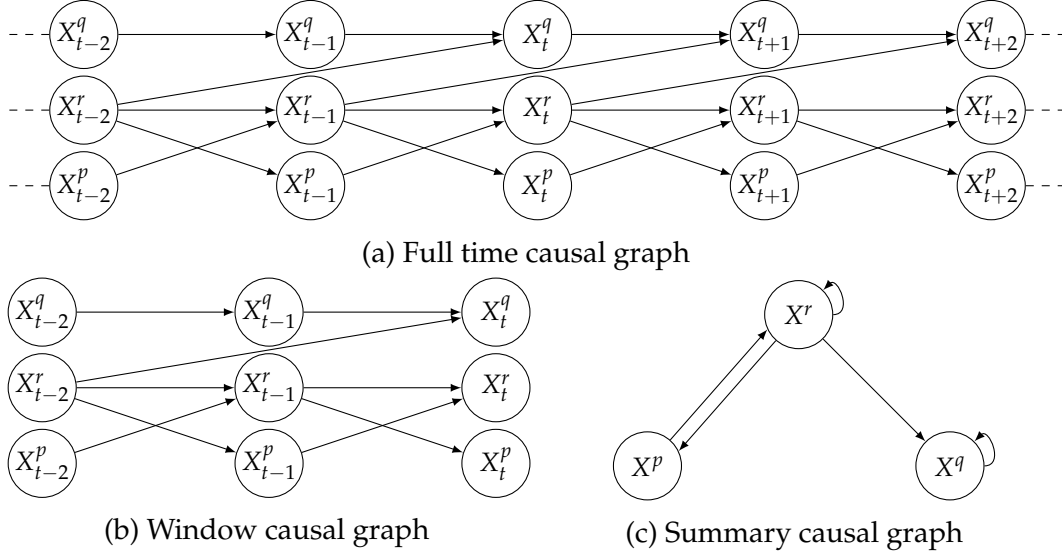 X^q_{t−2} X^q_{t−1} X^q_t X^q_{t+1} X^q_{t+2}
X^r_{t−2} X^r_{t−1} X^r_t X^r_{t+1} X^r_{t+2}
X^p_{t−2} X^p_{t−1} X^p_t X^p_{t+1} X^p_{t+2}
(a) Full time causal graph
X^q_{t−2} X^q_{t−1} X^q_t
X^r_{t−2} X^r_{t−1} X^r_t
X^p_{t−2} X^p_{t−1} X^p_t
(b) Window causal graph
X^r
X^p X^q
(c) Summary causal graph